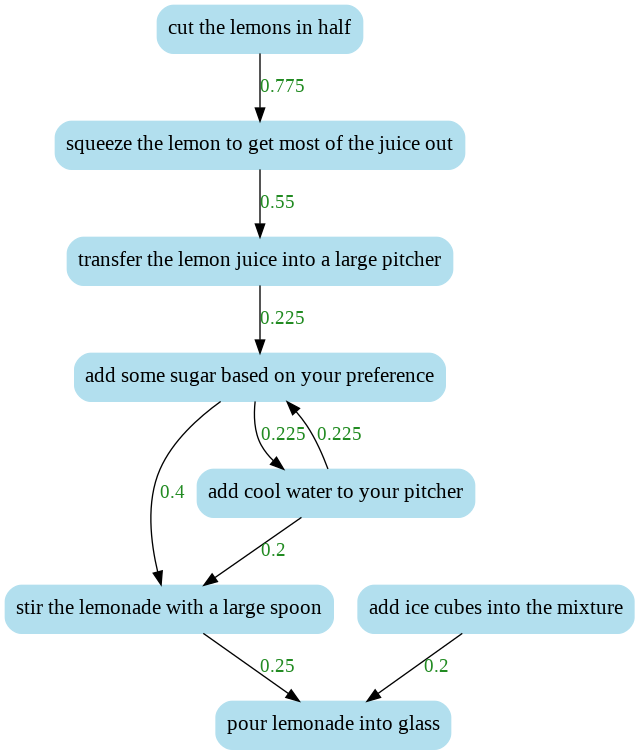 cut the lemons in half
0.775
squeeze the lemon to get most of the juice out
0.55
transfer the lemon juice into a large pitcher
0.225
add some sugar based on your preference
0.225 0.225
0.4
add cool water to your pitcher
0.2
stir the lemonade with a large spoon
add ice cubes into the mixture
0.25
0.2
pour lemonade into glass